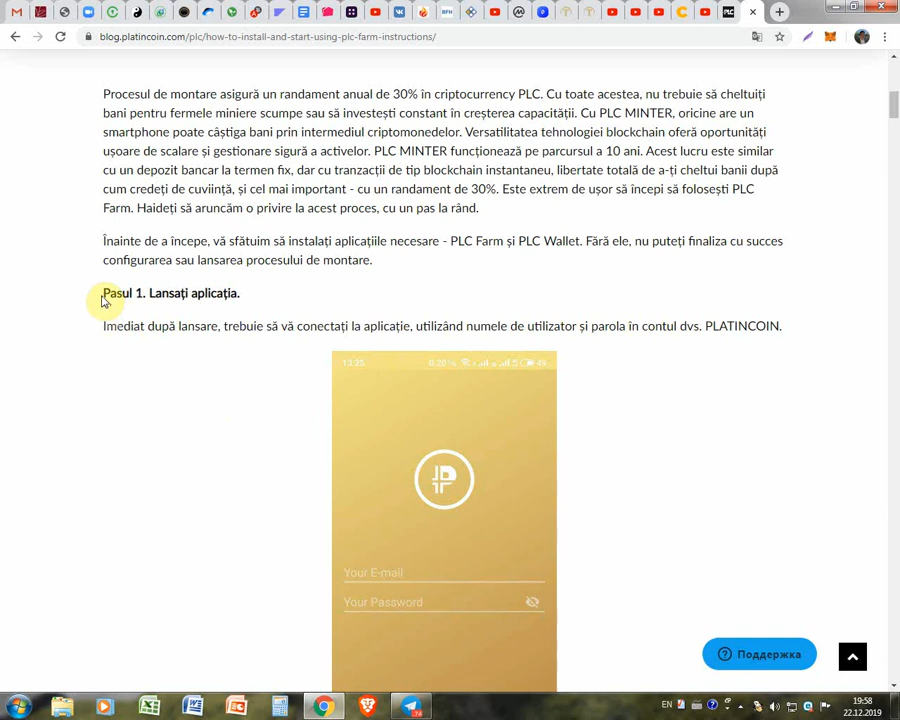 PLC
blog.platincoin.com/plc/how-to-install-and-start-using-plc-farm-instructions/
Procesul de montare asigură un randament anual de 30% în criptocurrency PLC. Cu toate acestea, nu trebuie să cheltuiți
bani pentru fermele miniere scumpe sau să investești constant în creșterea capacității. Cu PLC MINTER, oricine are un
smartphone poate câștiga bani prin intermediul criptomonedelor. Versatilitatea tehnologiei blockchain oferă oportunități
ușoare de scalare și gestionare sigură a activelor. PLC MINTER funcționează pe parcursul a 10 ani. Acest lucru este similar
cu un depozit bancar la termen fix, dar cu tranzacții de tip blockchain instantaneu, libertate totală de a-ți cheltui banii după
cum credeți de cuviință, și cel mai important - cu un randament de 30%. Este extrem de ușor să începi să folosești PLC
Farm. Haideți să aruncăm o privire la acest proces, cu un pas la rând.
Înainte de a începe, vă sfătuim să instalați aplicațiile necesare - PLC Farm și PLC Wallet. Fără ele, nu puteți finaliza cu succes
configurarea sau lansarea procesului de montare.
Pasul 1. Lansați aplicația.
Imediat după lansare, trebuie să vă conectați la aplicație, utilizând numele de utilizator și parola în contul dvs. PLATINCOIN.
13:25
Your E-mail
Your Password
Поддержка
EN
19:58
22.12.2019